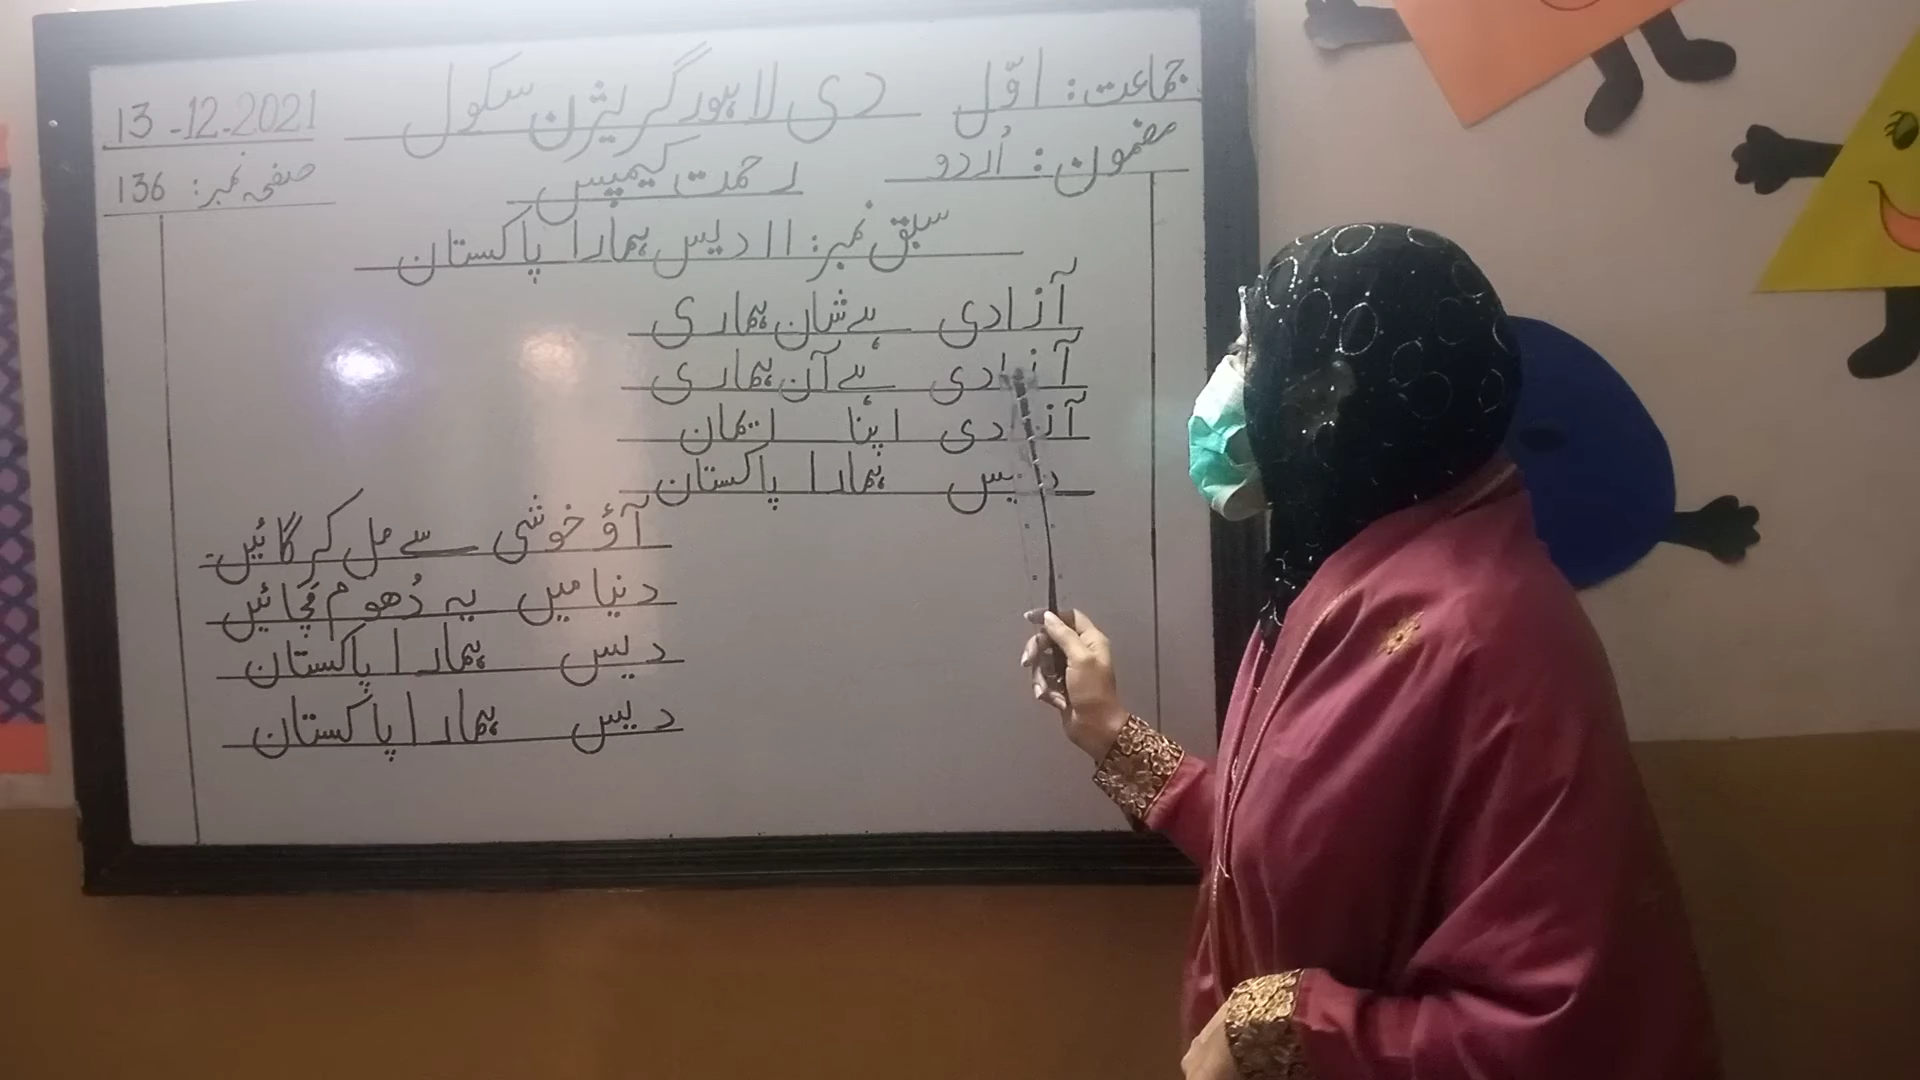 جماعت: اوّل دی لاہور گریژن سکول 13-12-2021
مضمون: اُردو رحمت کیمپس صفحہ نمبر: 136
سبق نمبر: 11 دیس ہمارا پاکستان
آزادی ہے شان ہماری
آزادی ہے آن ہماری
آزادی اپنا ایمان
دیس ہمارا پاکستان
آؤ خوشی سے مل کر گائیں
دنیا میں یہ دُھوم مچائیں
دیس ہمارا پاکستان
دیس ہمارا پاکستان